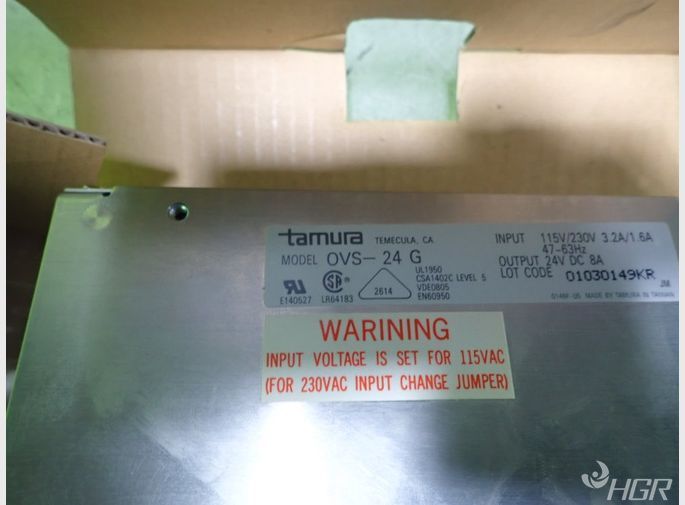 tamura TEMECULA, CA
MODEL OVS-24 G
INPUT 115V/230V 3.2A/1.6A
47-63Hz
OUTPUT 24V DC 8A
LOT CODE 01030149KR
UL1950
CSA1402C LEVEL 5
VDE0805
EN60950
E140527 LR64183 2614
JM
MADE BY TAMURA IN TAIWAN
WARINING
INPUT VOLTAGE IS SET FOR 115VAC
(FOR 230VAC INPUT CHANGE JUMPER)
HGR